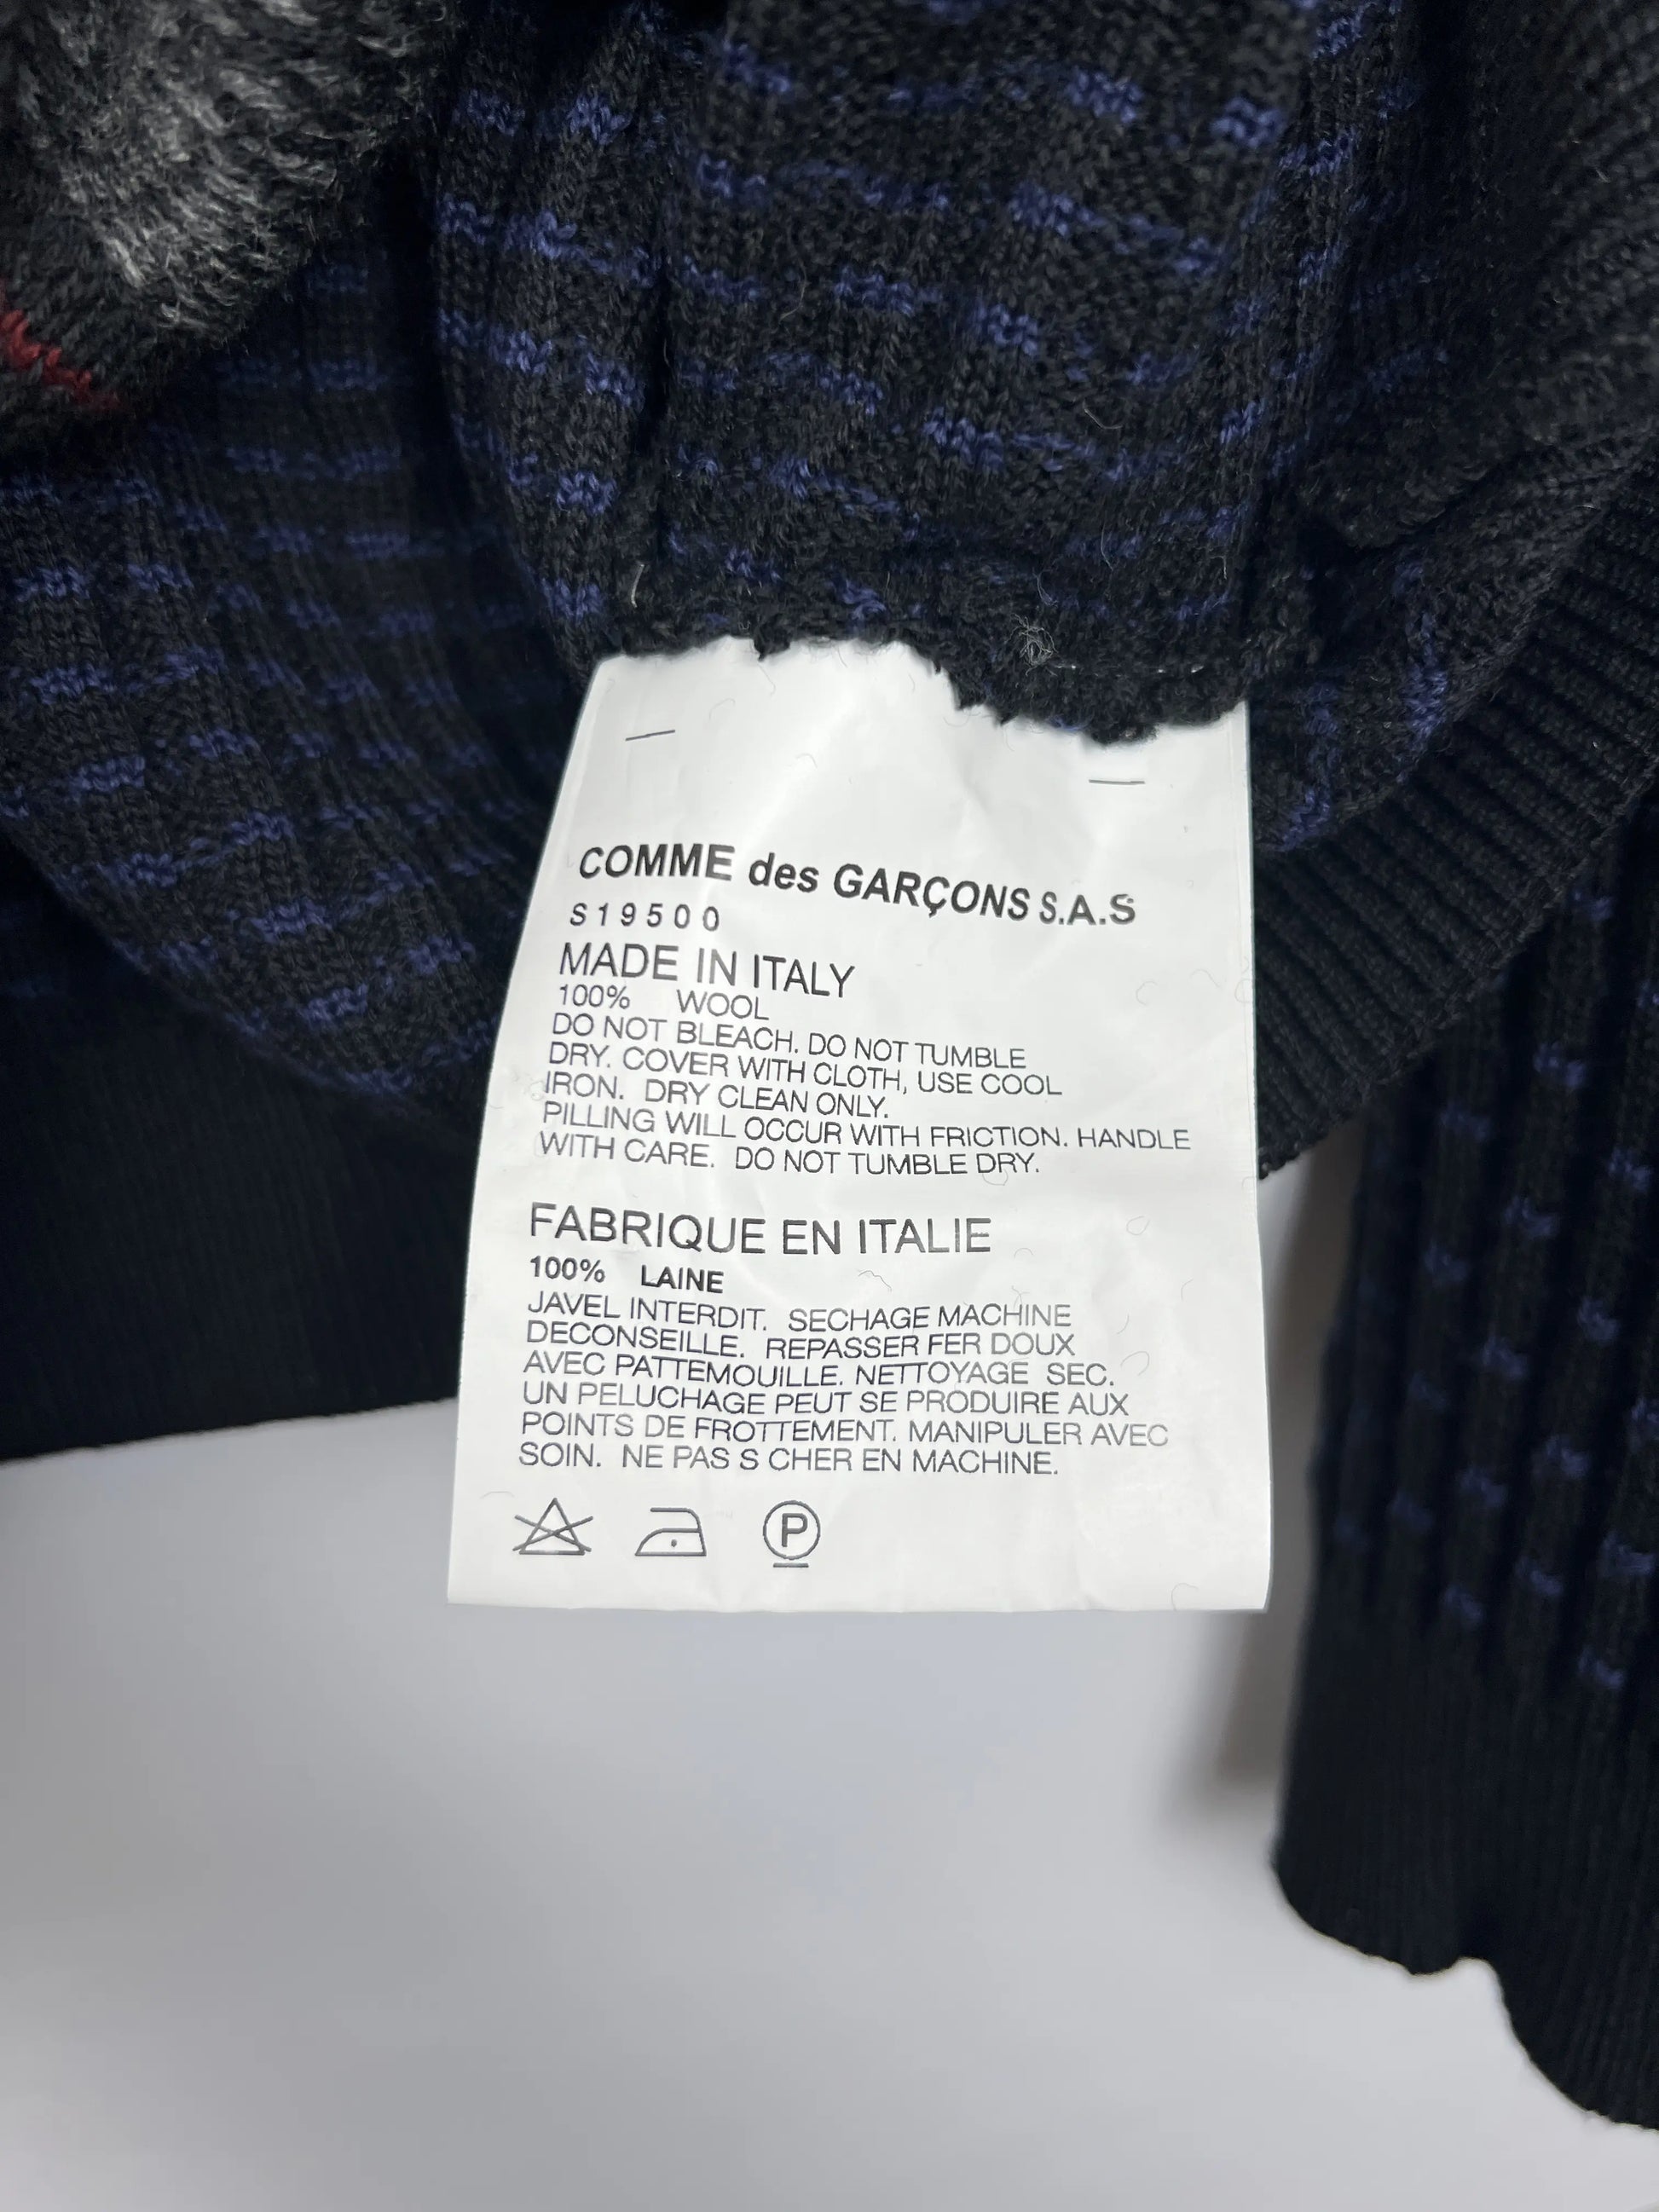 COMME des GARÇONS S.A.S
S19500
MADE IN ITALY
100% WOOL
DO NOT BLEACH. DO NOT TUMBLE
DRY. COVER WITH CLOTH, USE COOL
IRON. DRY CLEAN ONLY.
PILLING WILL OCCUR WITH FRICTION. HANDLE
WITH CARE. DO NOT TUMBLE DRY.
FABRIQUE EN ITALIE
100% LAINE
JAVEL INTERDIT. SECHAGE MACHINE
DECONSEILLE. REPASSER FER DOUX
AVEC PATTEMOUILLE. NETTOYAGE SEC.
UN PELUCHAGE PEUT SE PRODUIRE AUX
POINTS DE FROTTEMENT. MANIPULER AVEC
SOIN. NE PAS S CHER EN MACHINE.
P